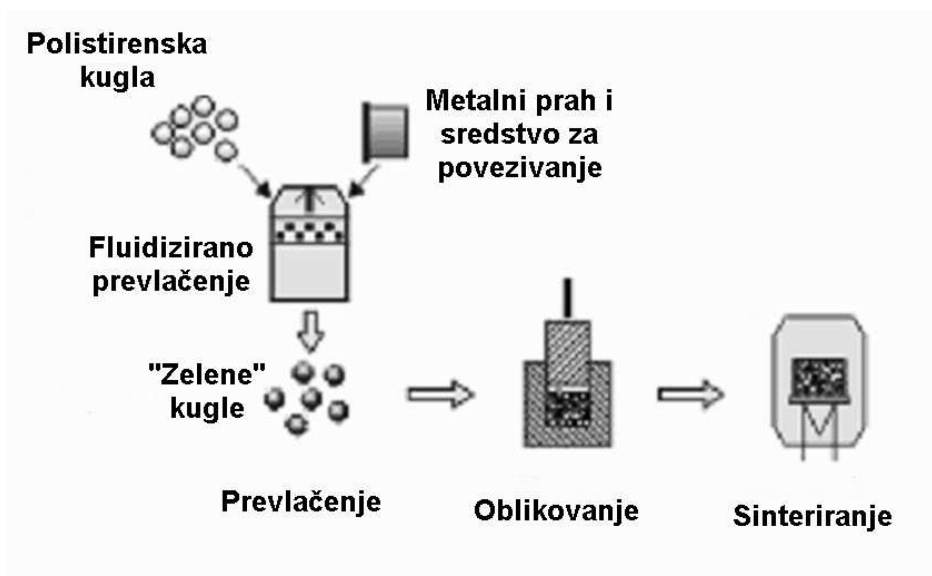 Polistirenska
kugla
Metalni prah i
sredstvo za
povezivanje
Fluidizirano
prevlačenje
"Zelene"
kugle
Prevlačenje
Oblikovanje
Sinteriranje